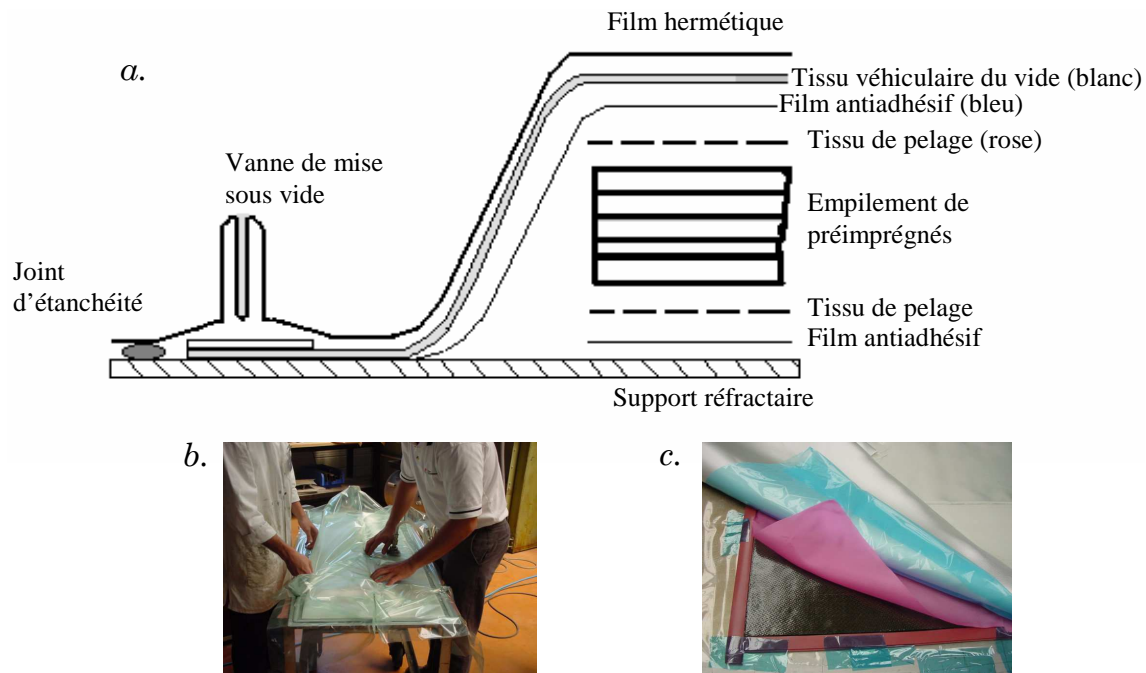 Film hermétique
a.
Tissu véhiculaire du vide (blanc)
Film antiadhésif (bleu)
Tissu de pelage (rose)
Vanne de mise
sous vide
Empilement de
préimprégnés
Joint
d'étanchéité
Tissu de pelage
Film antiadhésif
Support réfractaire
b.
c.